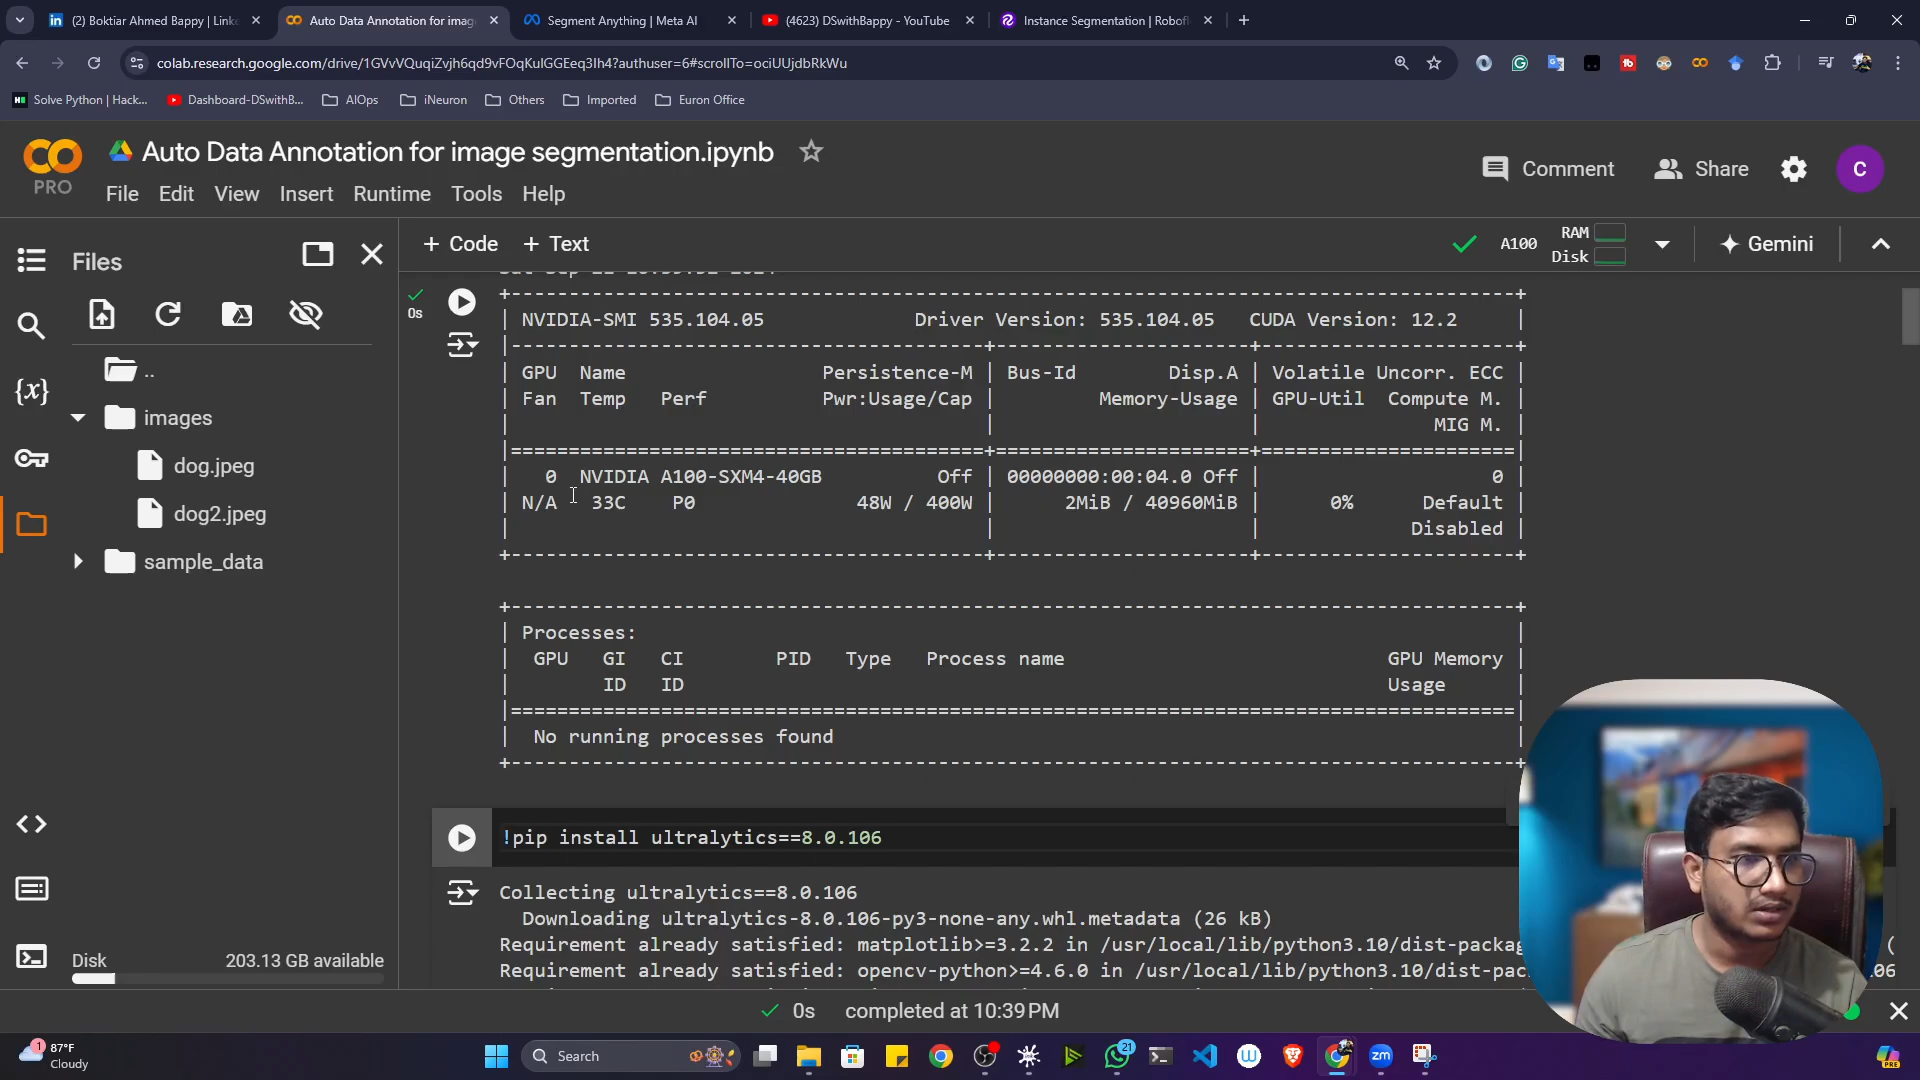 (2) Boktiar Ahmed Bappy | Linke
Auto Data Annotation for imag
Segment Anything | Meta AI
(4623) DSwithBappy - YouTube
Instance Segmentation | Robofl
colab.research.google.com/drive/1GVvVQuqiZvjh6qd9vFOqKulGGEeq3Ih4?authuser=6#scrollTo=ociUUjdbRkWu
Solve Python | Hack...
Dashboard-DSwithB...
AIOps
iNeuron
Others
Imported
Euron Office
Auto Data Annotation for image segmentation.ipynb
PRO
File Edit View Insert Runtime Tools Help
Comment
Share
C
Files
+ Code + Text
A100
RAM
Disk
Gemini
..
images
dog.jpeg
dog2.jpeg
sample_data
Disk 203.13 GB available
0s
+-----------------------------------------------------------------------------+
| NVIDIA-SMI 535.104.05 Driver Version: 535.104.05 CUDA Version: 12.2 |
| GPU Name Persistence-M | Bus-Id Disp.A | Volatile Uncorr. ECC |
| Fan Temp Perf Pwr:Usage/Cap | Memory-Usage | GPU-Util Compute M. |
| | | MIG M. |
| 0 NVIDIA A100-SXM4-40GB Off | 00000000:00:04.0 Off | 0 |
| N/A 33C P0 48W / 400W | 2MiB / 40960MiB | 0% Default |
| | | Disabled |
| Processes: |
| GPU GI CI PID Type Process name GPU Memory |
| ID ID Usage |
| No running processes found |
!pip install ultralytics==8.0.106
Collecting ultralytics==8.0.106
Downloading ultralytics-8.0.106-py3-none-any.whl.metadata (26 kB)
Requirement already satisfied: matplotlib>=3.2.2 in /usr/local/lib/python3.10/dist-packag
Requirement already satisfied: opencv-python>=4.6.0 in /usr/local/lib/python3.10/dist-pac
0s completed at 10:39 PM
87°F
Cloudy
Search
21